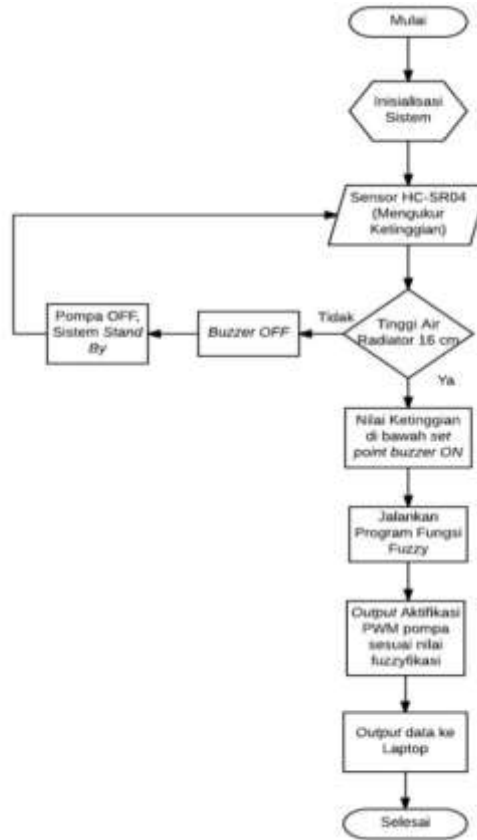 Mulai
Inisialisasi
Sistem
Sensor HC-SR04
(Mengukur
Ketinggian)
Tinggi Air
Radiator 16 cm
Tidak
Buzzer OFF
Pompa OFF,
Sistem Stand
By
Ya
Nilai Ketinggian
di bawah set
point buzzer ON
Jalankan
Program Fungsi
Fuzzy
Output Aktifikasi
PWM pompa
sesuai nilai
fuzzyfikasi
Output data ke
Laptop
Selesai